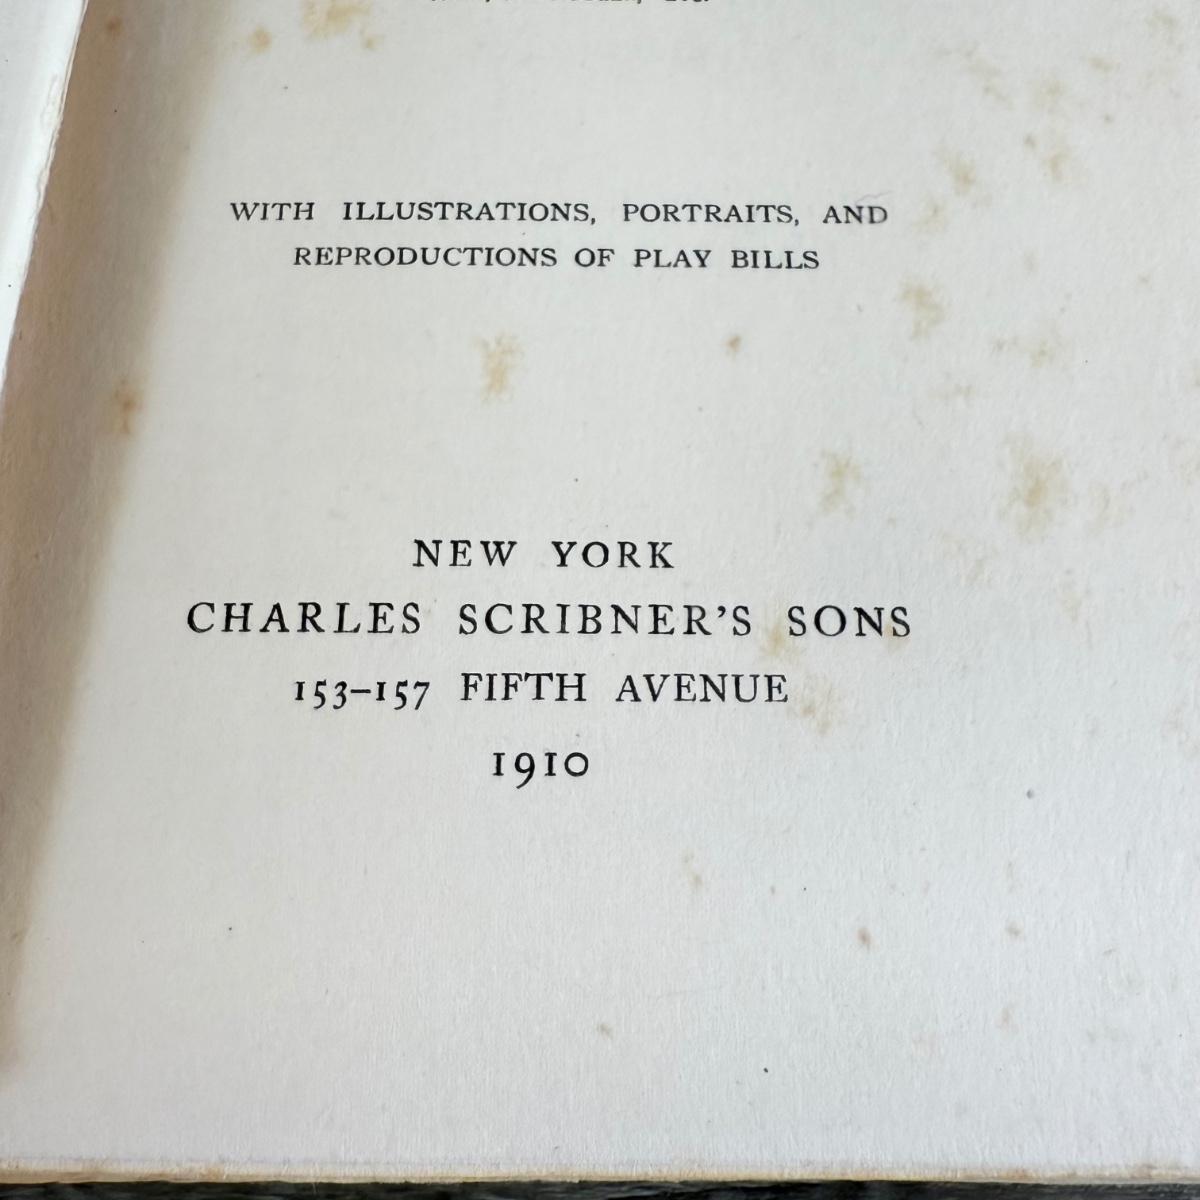 WITH ILLUSTRATIONS, PORTRAITS, AND
REPRODUCTIONS OF PLAY BILLS
NEW YORK
CHARLES SCRIBNER'S SONS
153–157 FIFTH AVENUE
1910